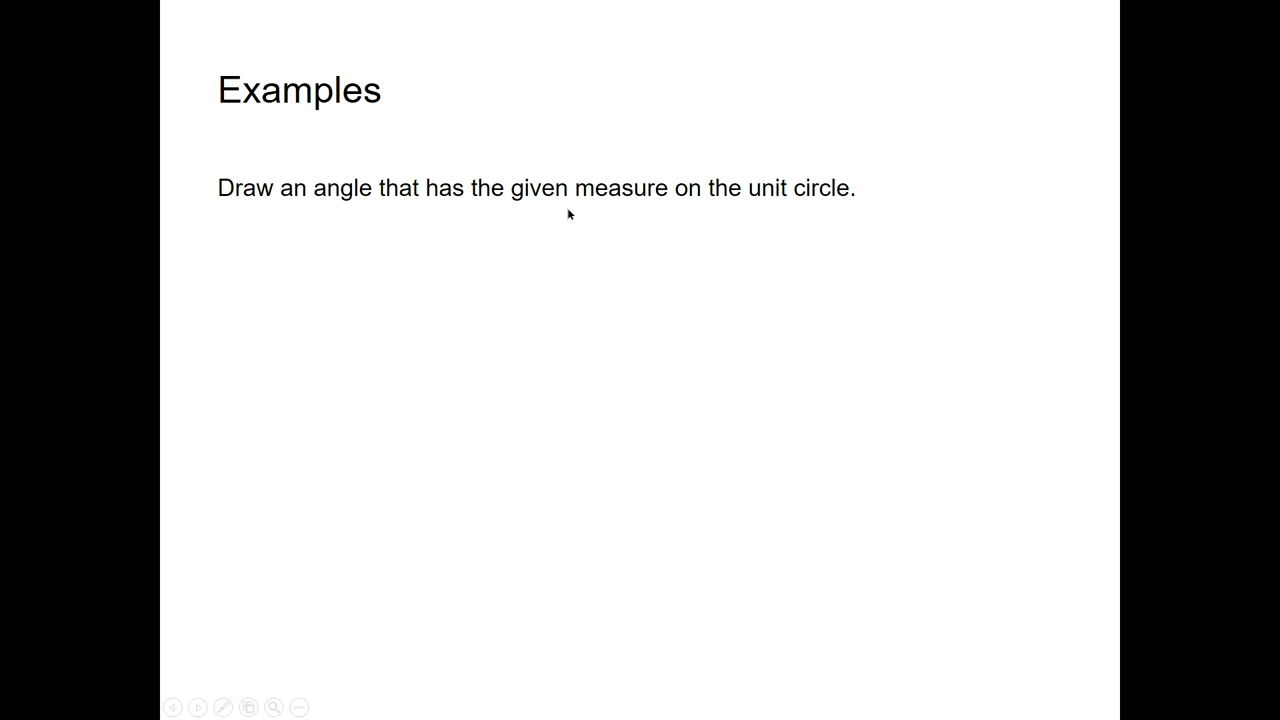 Examples
Draw an angle that has the given measure on the unit circle.